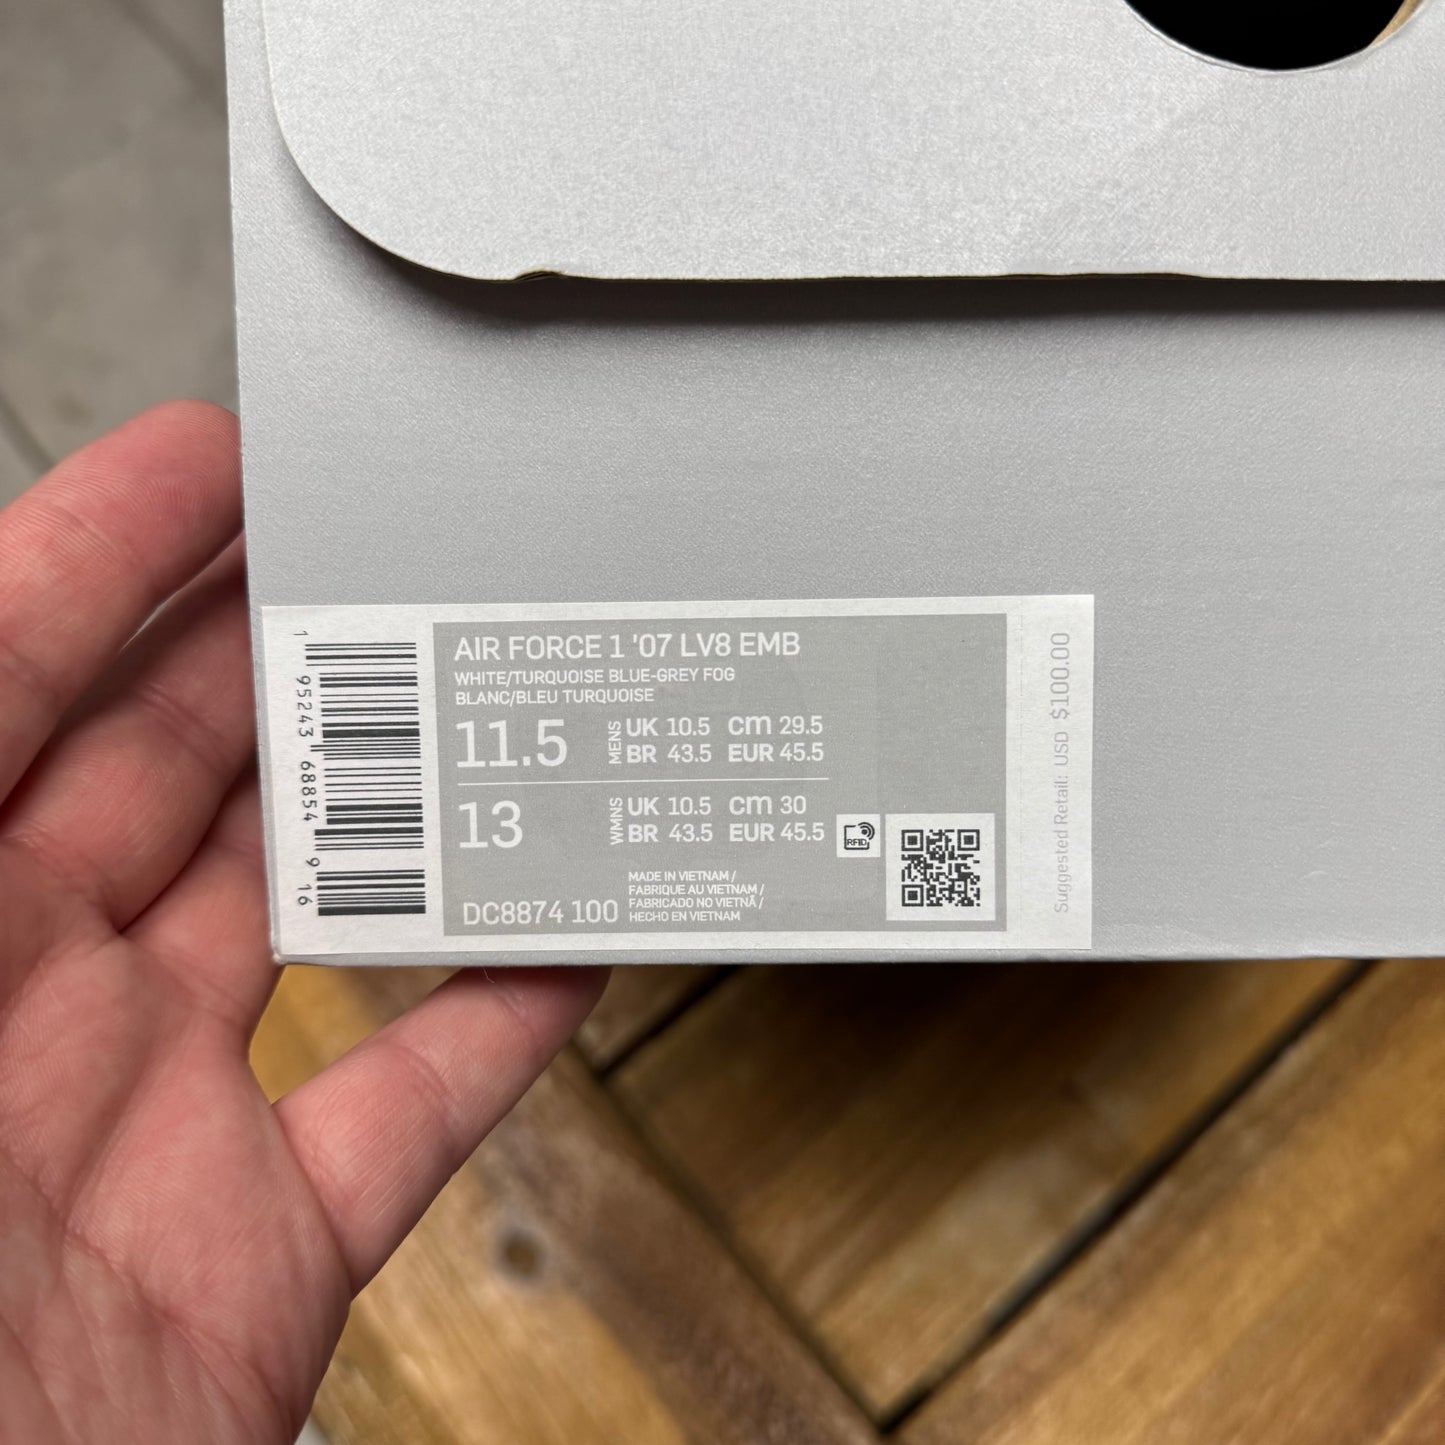 1 95243 68854 9 16
AIR FORCE 1 '07 LV8 EMB
WHITE/TURQUOISE BLUE-GREY FOG
BLANC/BLEU TURQUOISE
11.5 MENS UK 10.5 cm 29.5
BR 43.5 EUR 45.5
13 WMNS UK 10.5 cm 30
BR 43.5 EUR 45.5
RFID
MADE IN VIETNAM /
FABRIQUE AU VIETNAM /
FABRICADO NO VIETNÃ /
HECHO EN VIETNAM
DC8874 100
Suggested Retail: USD $100.00